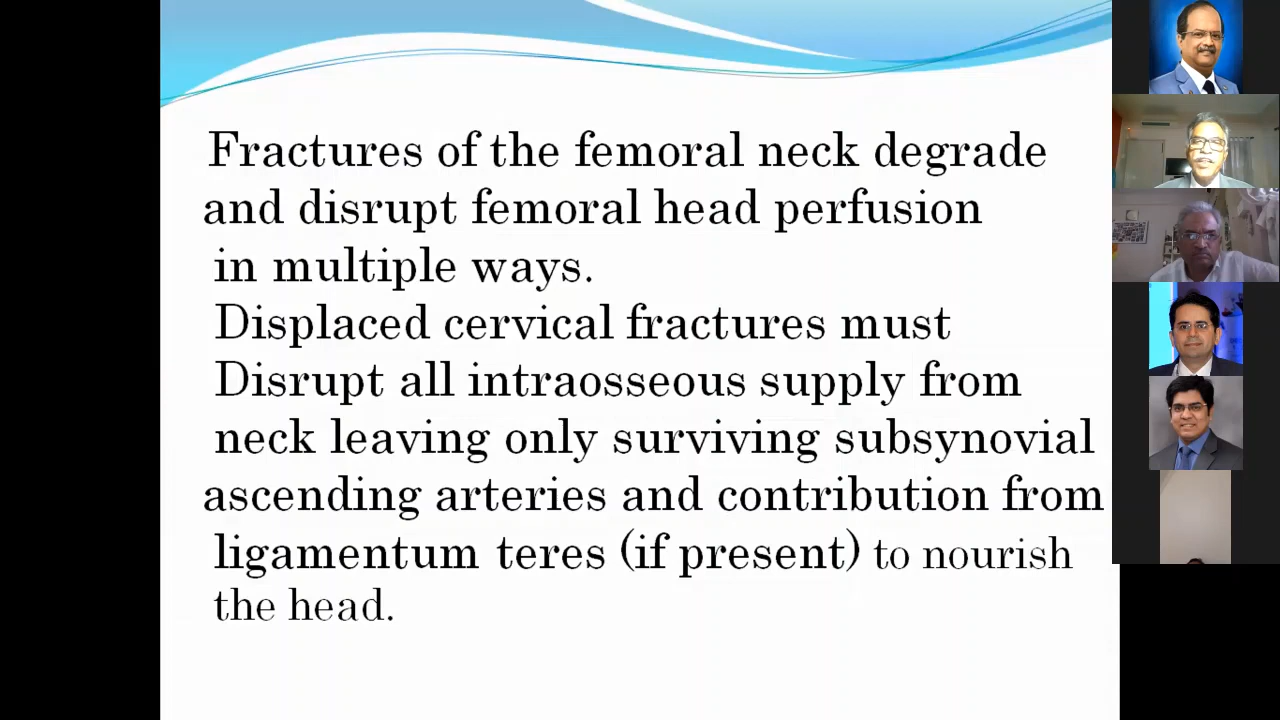 Fractures of the femoral neck degrade
and disrupt femoral head perfusion
in multiple ways.
Displaced cervical fractures must
Disrupt all intraosseous supply from
neck leaving only surviving subsynovial
ascending arteries and contribution from
ligamentum teres (if present) to nourish
the head.